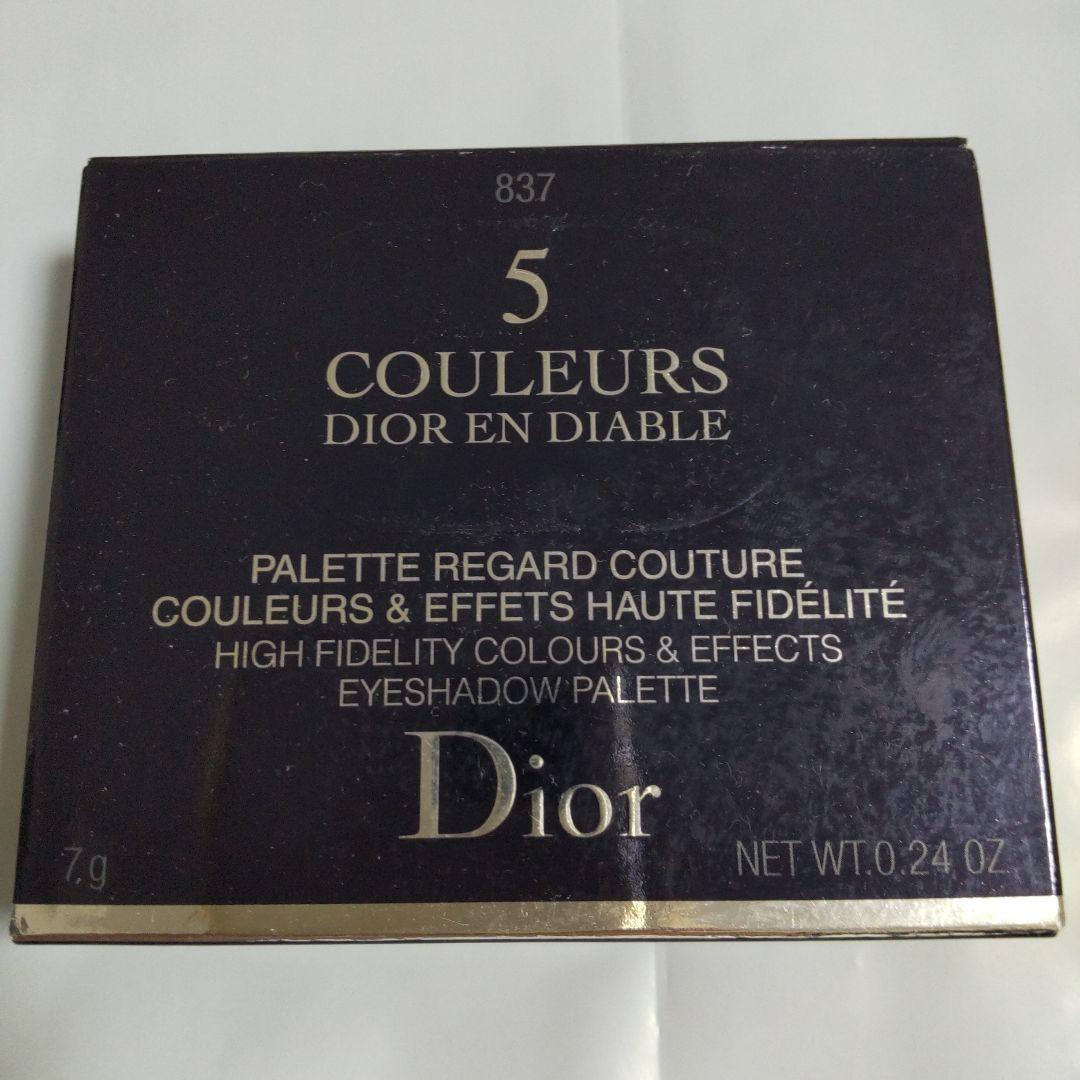 837
5
COULEURS
DIOR EN DIABLE
PALETTE REGARD COUTURE
COULEURS & EFFETS HAUTE FIDÉLITÉ
HIGH FIDELITY COLOURS & EFFECTS
EYESHADOW PALETTE
Dior
7 g NET WT.0.24 OZ